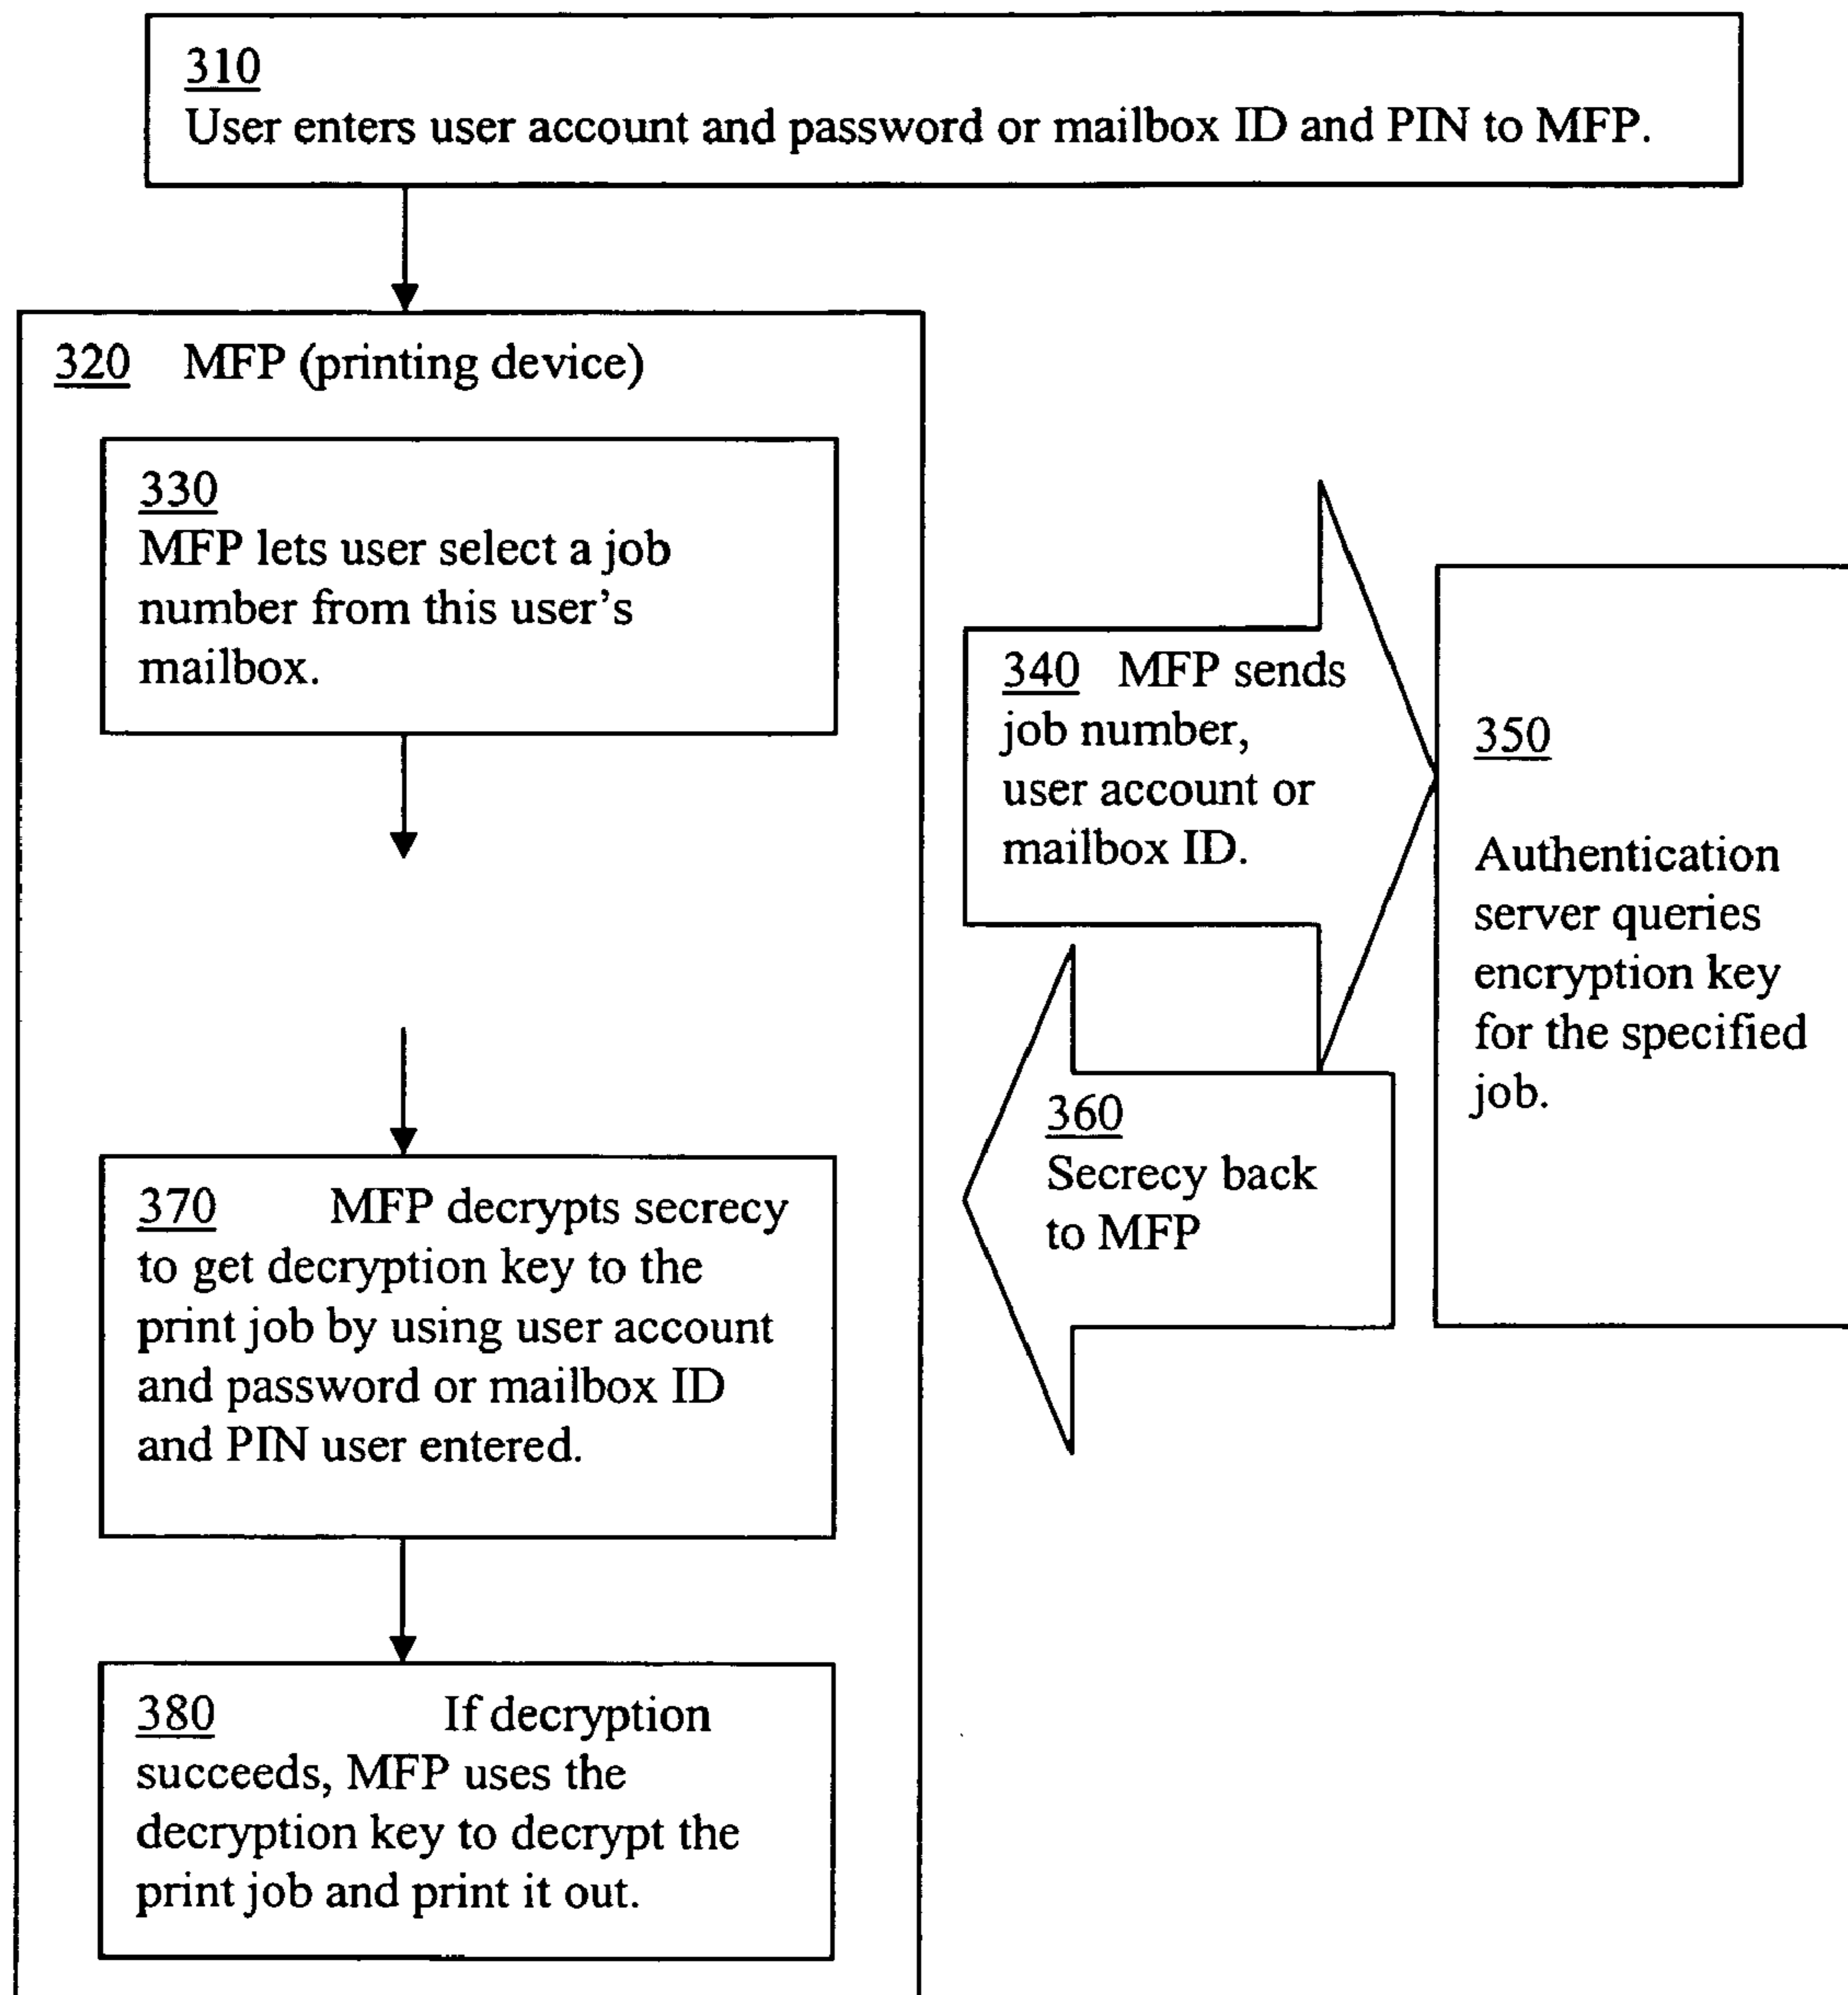 310
User enters user account and password or mailbox ID and PIN to MFP.
320 MFP (printing device)
330
MFP lets user select a job
number from this user's
mailbox.
340 MFP sends
job number,
user account or
mailbox ID.
350
Authentication
server queries
encryption key
for the specified
job.
360
Secrecy back
to MFP
370 MFP decrypts secrecy
to get decryption key to the
print job by using user account
and password or mailbox ID
and PIN user entered.
380 If decryption
succeeds, MFP uses the
decryption key to decrypt the
print job and print it out.